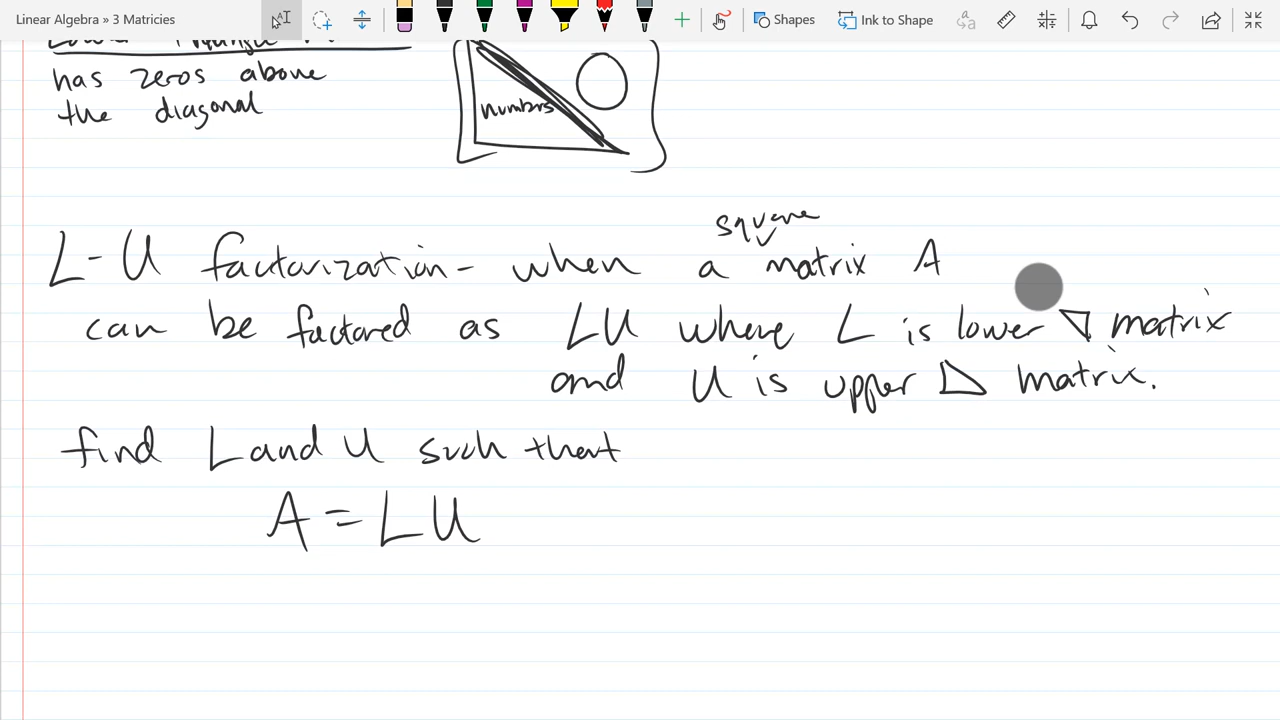 Linear Algebra » 3 Matricies
Shapes
Ink to Shape
has zeros above
the diagonal
numbers
square
L-U factorization- when a matrix A
can be factored as LU where L is lower matrix
and U is upper matrix.
find L and U such that
A = LU